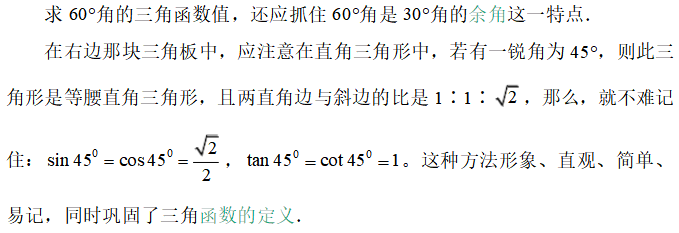 求 60°角的三角函数值，还应抓住 60°角是 30°角的余角这一特点．
在右边那块三角板中，应注意在直角三角形中，若有一锐角为 45°，则此三
角形是等腰直角三角形，且两直角边与斜边的比是 1∶1∶√2，那么，就不难记
住：sin 45⁰ = cos 45⁰ = √2/2，tan 45⁰ = cot 45⁰ = 1。这种方法形象、直观、简单、
易记，同时巩固了三角函数的定义．